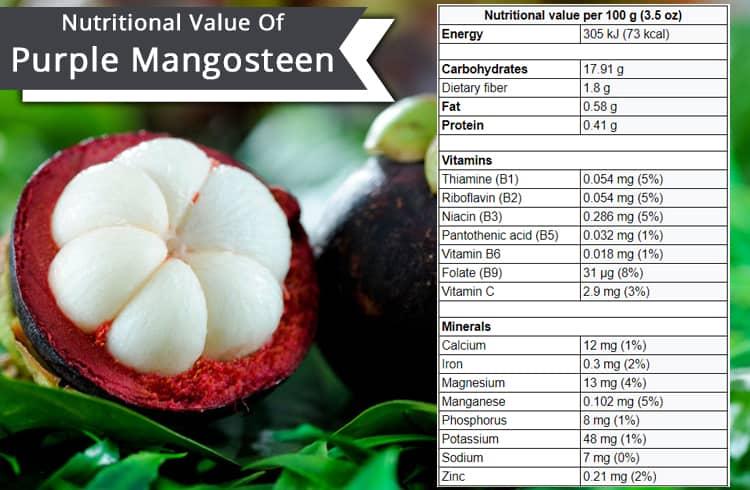 Nutritional Value Of
Purple Mangosteen
Nutritional value per 100 g (3.5 oz)
Energy 305 kJ (73 kcal)
Carbohydrates 17.91 g
Dietary fiber 1.8 g
Fat 0.58 g
Protein 0.41 g
Vitamins
Thiamine (B1) 0.054 mg (5%)
Riboflavin (B2) 0.054 mg (5%)
Niacin (B3) 0.286 mg (5%)
Pantothenic acid (B5) 0.032 mg (1%)
Vitamin B6 0.018 mg (1%)
Folate (B9) 31 μg (8%)
Vitamin C 2.9 mg (3%)
Minerals
Calcium 12 mg (1%)
Iron 0.3 mg (2%)
Magnesium 13 mg (4%)
Manganese 0.102 mg (5%)
Phosphorus 8 mg (1%)
Potassium 48 mg (1%)
Sodium 7 mg (0%)
Zinc 0.21 mg (2%)